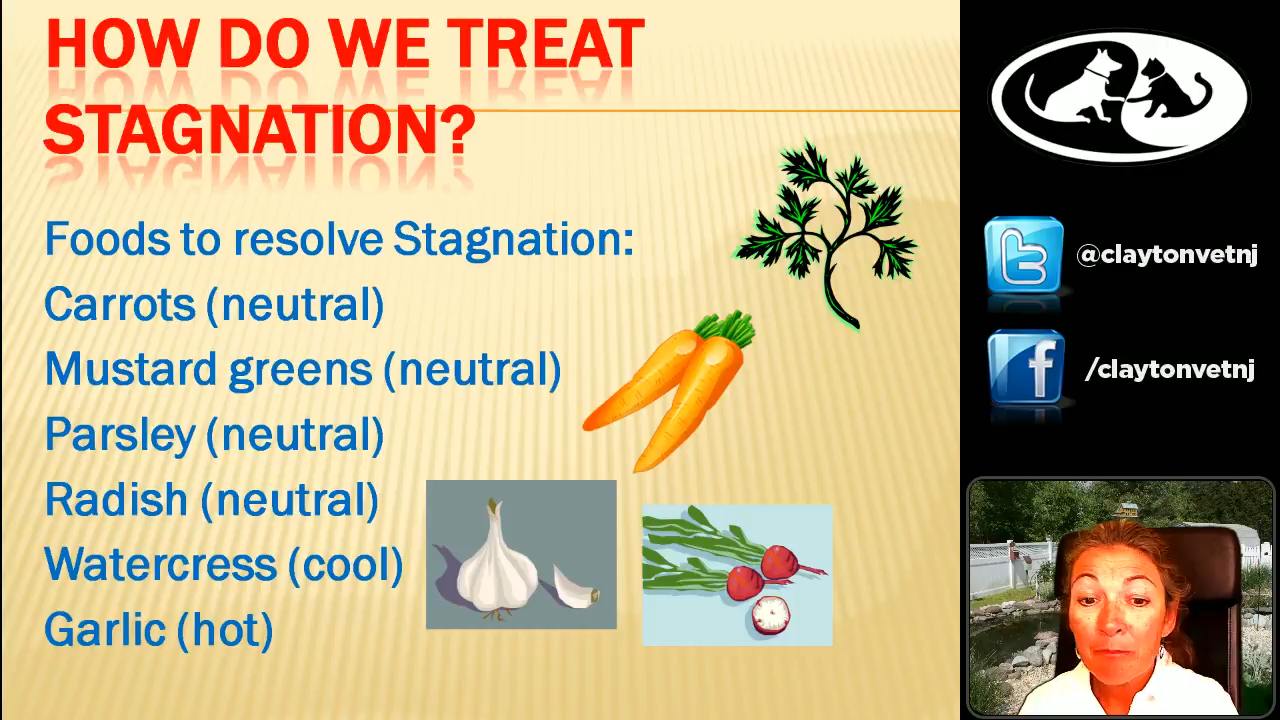 HOW DO WE TREAT
STAGNATION?
Foods to resolve Stagnation:
Carrots (neutral)
Mustard greens (neutral)
Parsley (neutral)
Radish (neutral)
Watercress (cool)
Garlic (hot)
@claytonvetnj
/claytonvetnj